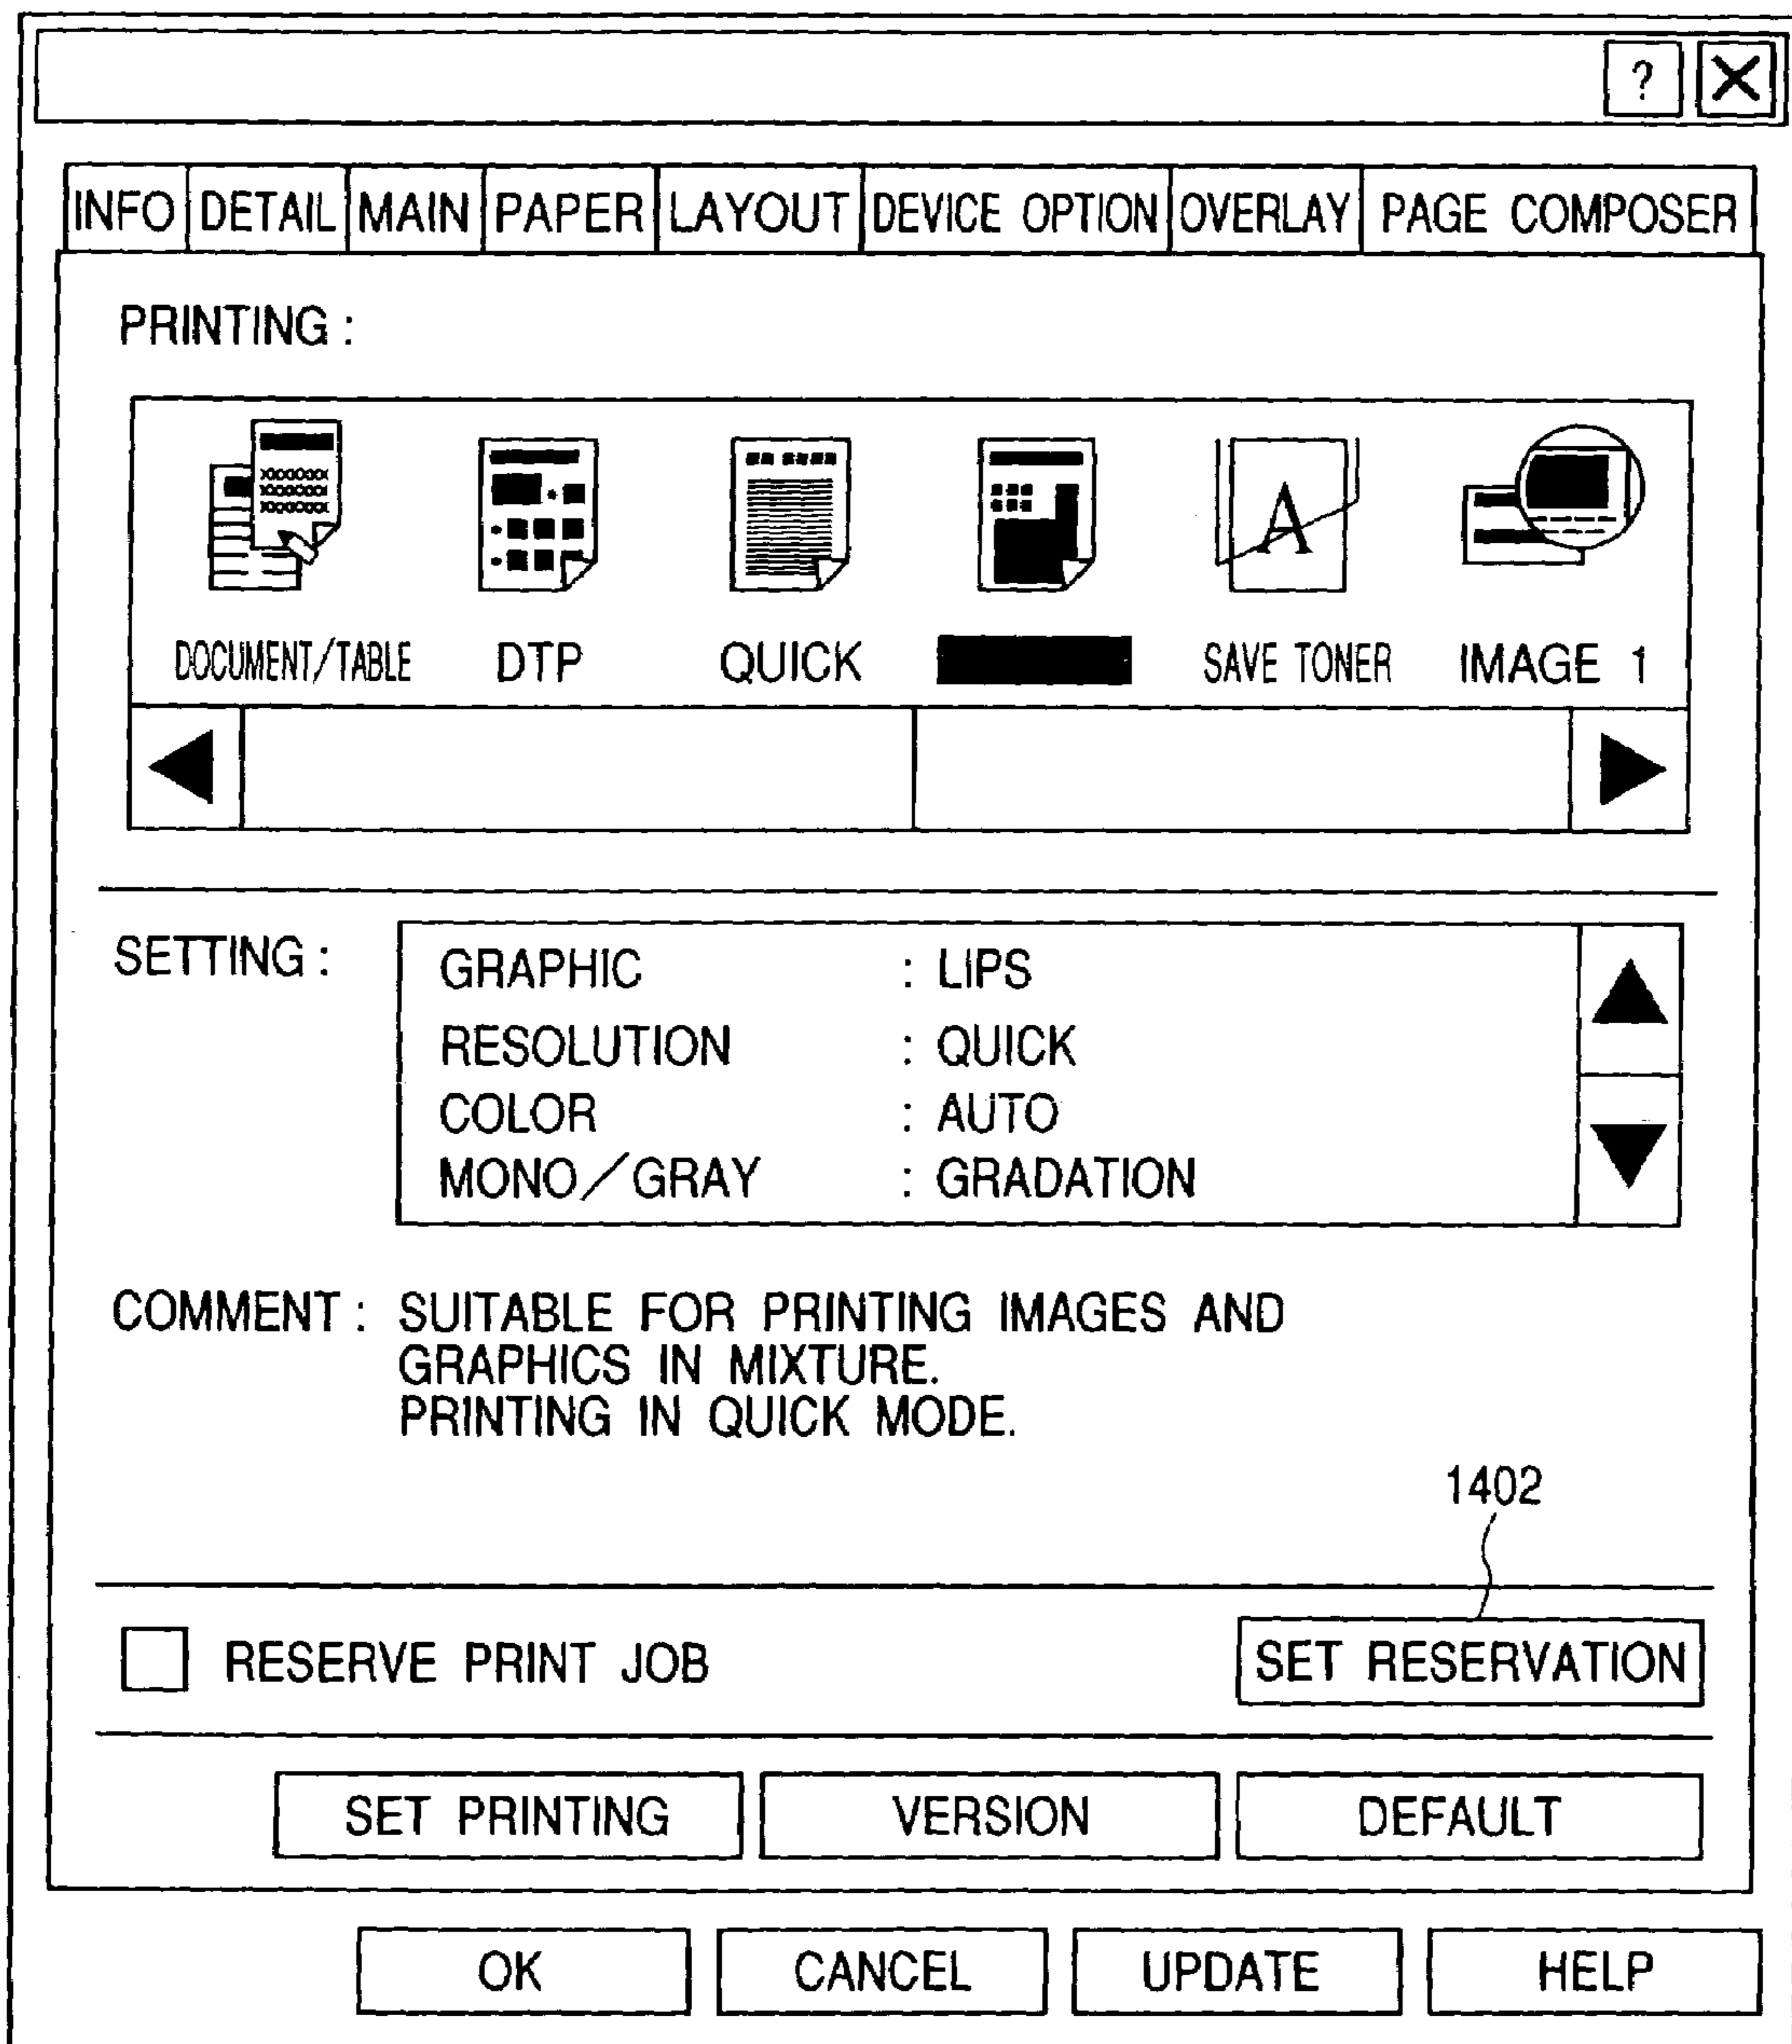 ?
INFO DETAIL MAIN PAPER LAYOUT DEVICE OPTION OVERLAY PAGE COMPOSER
PRINTING :
A
DOCUMENT/TABLE DTP QUICK SAVE TONER IMAGE 1
SETTING :
GRAPHIC : LIPS
RESOLUTION : QUICK
COLOR : AUTO
MONO/GRAY : GRADATION
COMMENT : SUITABLE FOR PRINTING IMAGES AND
GRAPHICS IN MIXTURE.
PRINTING IN QUICK MODE.
1402
RESERVE PRINT JOB SET RESERVATION
SET PRINTING VERSION DEFAULT
OK CANCEL UPDATE HELP